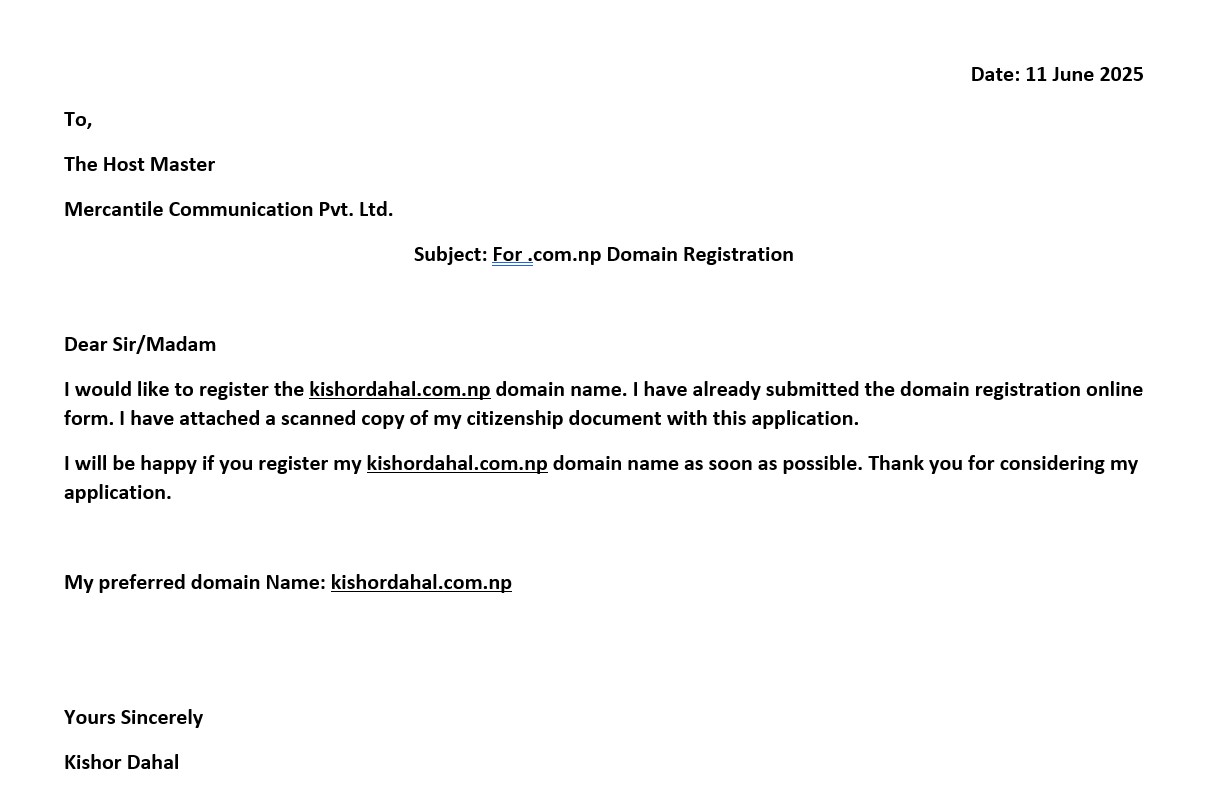 Date: 11 June 2025
To,
The Host Master
Mercantile Communication Pvt. Ltd.
Subject: For .com.np Domain Registration
Dear Sir/Madam
I would like to register the kishordahal.com.np domain name. I have already submitted the domain registration online
form. I have attached a scanned copy of my citizenship document with this application.
I will be happy if you register my kishordahal.com.np domain name as soon as possible. Thank you for considering my
application.
My preferred domain Name: kishordahal.com.np
Yours Sincerely
Kishor Dahal